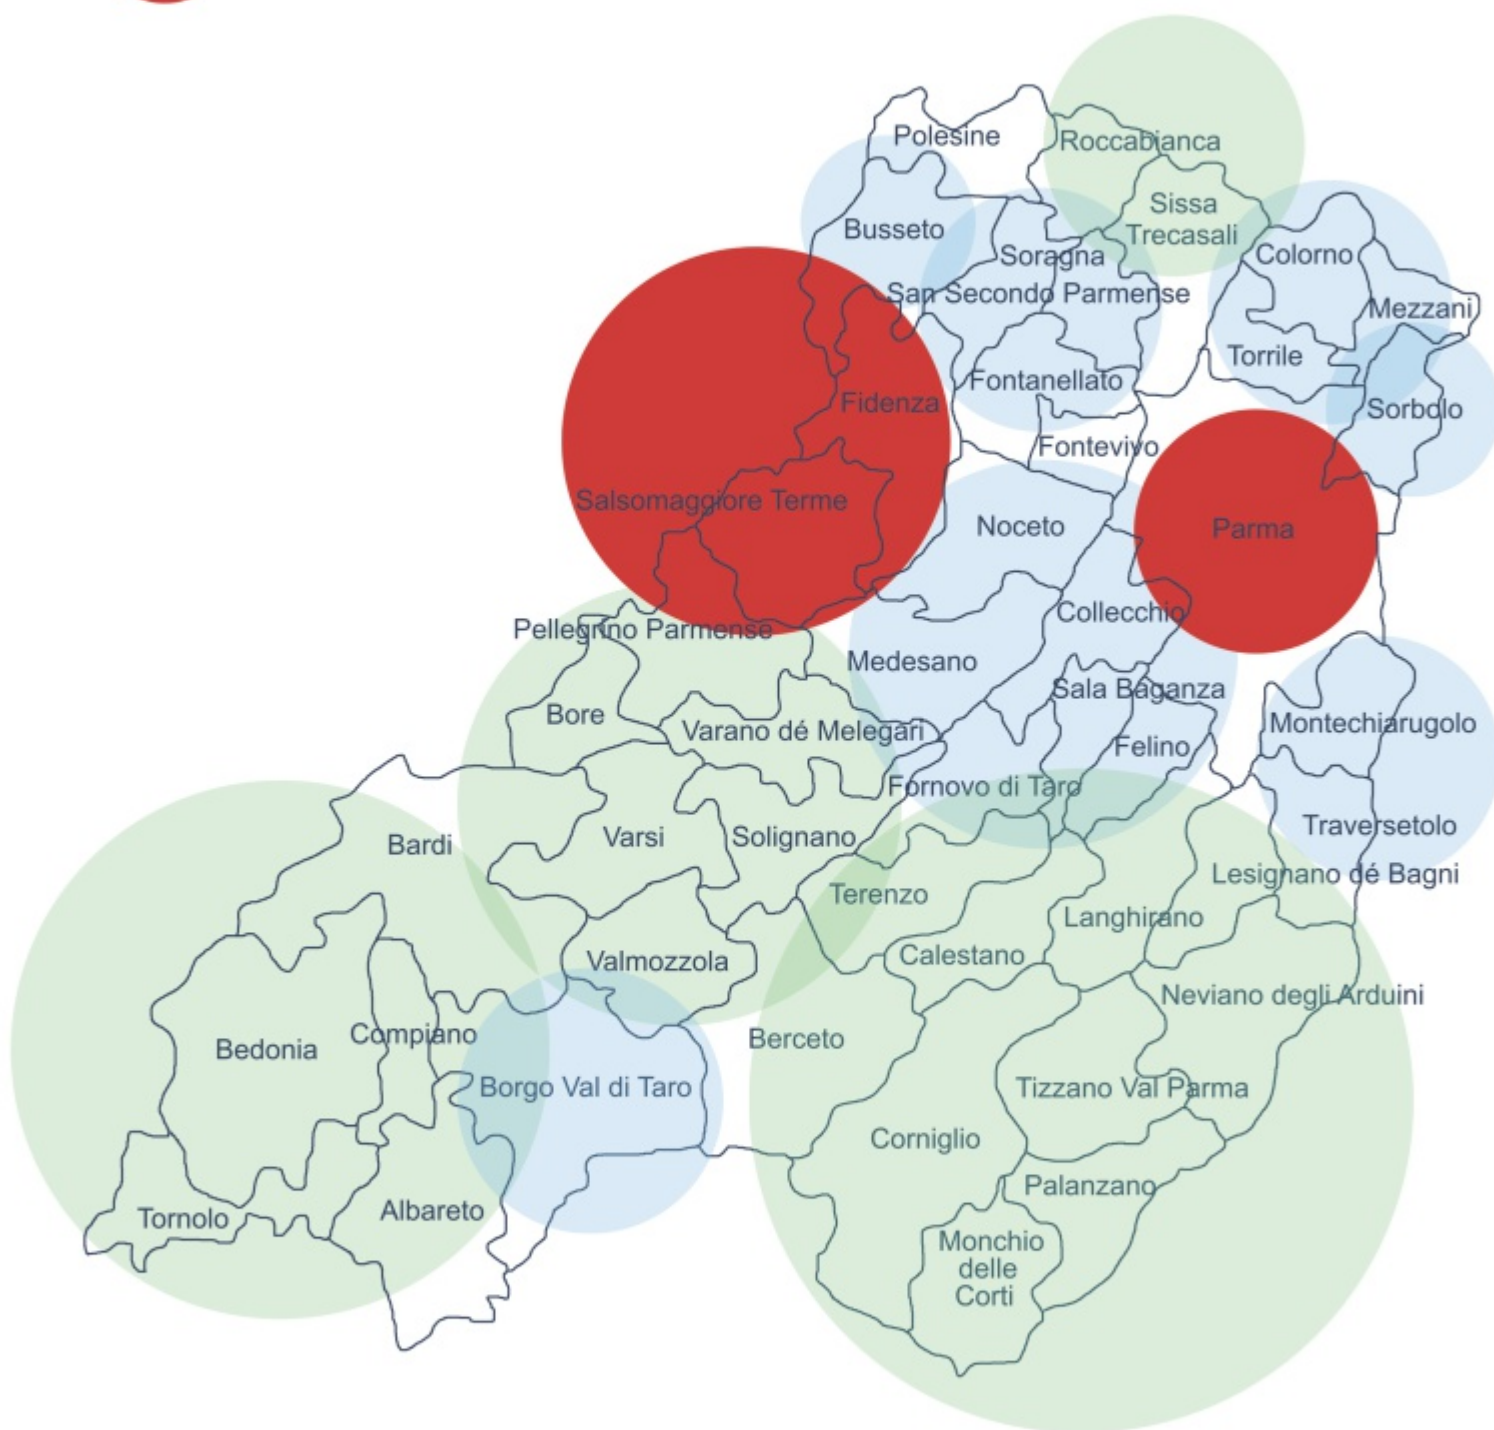 Polesine
Roccabianca
Sissa
Trecasali
Busseto
Soragna
Colorno
San Secondo Parmense
Mezzani
Torrile
Fontanellato
Fidenza
Sorbolo
Fontevivo
Salsomaggiore Terme
Noceto
Parma
Collecchio
Pellegrino Parmense
Medesano
Sala Baganza
Bore
Montechiarugolo
Varano dé Melegari
Felino
Fornovo di Taro
Traversetolo
Bardi
Varsi
Solignano
Lesignano dé Bagni
Terenzo
Langhirano
Calestano
Valmozzola
Neviano degli Arduini
Compiano
Berceto
Bedonia
Borgo Val di Taro
Tizzano Val Parma
Corniglio
Palanzano
Albareto
Tornolo
Monchio
delle
Corti